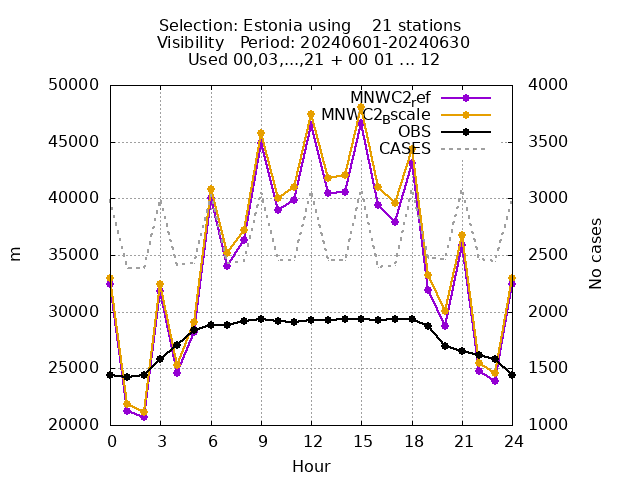 Selection: Estonia using    21 stations
Visibility   Period: 20240601-20240630
Used 00,03,...,21 + 00 01 ... 12
50000
45000
40000
35000
30000
25000
20000
4000
3500
3000
2500
2000
1500
1000
MNWC2_ref
MNWC2_Bscale
OBS
CASES
m
No cases
0 3 6 9 12 15 18 21 24
Hour